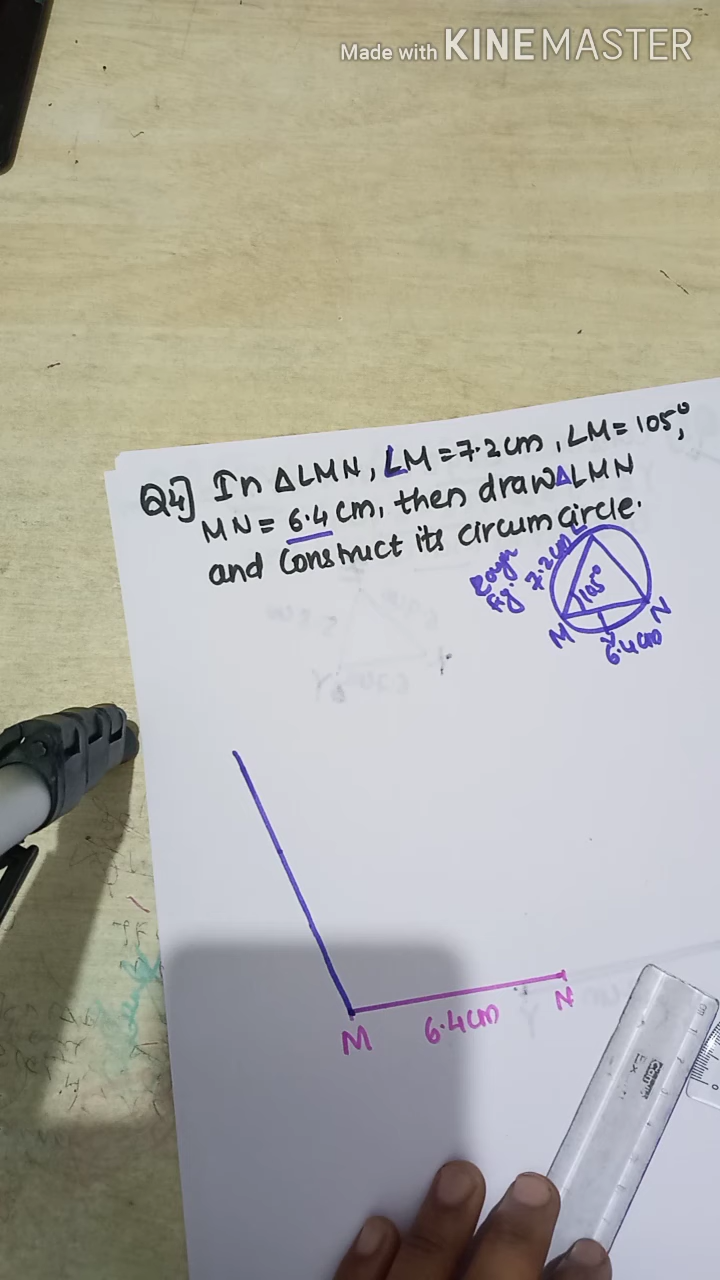 Made with KINEMASTER
Q4] In ΔLMN, LM = 7.2 cm, ∠M = 105°,
MN = 6.4 cm, then draw ΔLMN
and Construct its circumcircle.
Rough
Fig.
7.2cm
L
105°
M
N
6.4cm
M
6.4cm
N